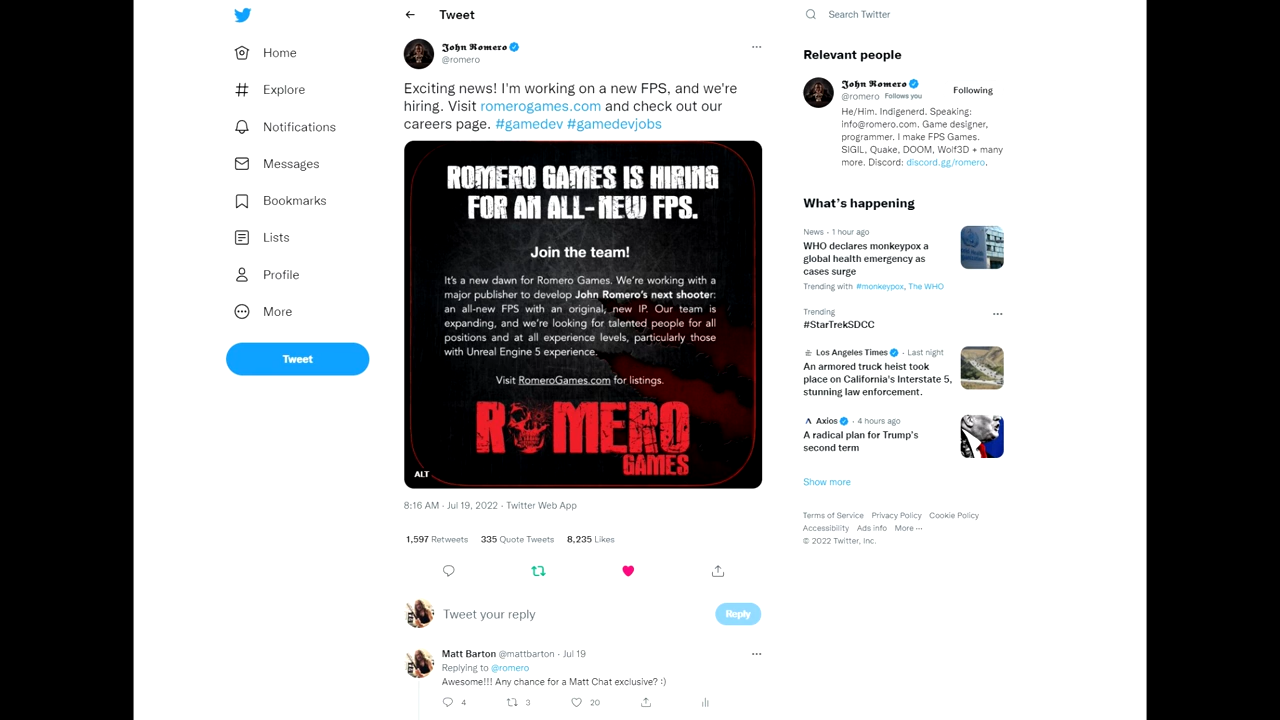 Home
Explore
Notifications
Messages
Bookmarks
Lists
Profile
More
Tweet
Tweet
John Romero
@romero
Exciting news! I'm working on a new FPS, and we're
hiring. Visit romerogames.com and check out our
careers page. #gamedev #gamedevjobs
ROMERO GAMES IS HIRING
FOR AN ALL-NEW FPS.
Join the team!
It's a new dawn for Romero Games. We're working with a
major publisher to develop John Romero's next shooter:
an all-new FPS with an original, new IP. Our team is
expanding, and we're looking for talented people for all
positions and at all experience levels, particularly those
with Unreal Engine 5 experience.
Visit RomeroGames.com for listings.
ROMERO
GAMES
ALT
8:16 AM · Jul 19, 2022 · Twitter Web App
1,597 Retweets 335 Quote Tweets 8,235 Likes
Tweet your reply
Reply
Matt Barton @mattbarton · Jul 19
Replying to @romero
Awesome!!! Any chance for a Matt Chat exclusive? :)
4 3 20
Search Twitter
Relevant people
John Romero
@romero Follows you
Following
He/Him. Indigenerd. Speaking:
info@romero.com. Game designer,
programmer. I make FPS Games.
SIGIL, Quake, DOOM, Wolf3D + many
more. Discord: discord.gg/romero.
What's happening
News · 1 hour ago
WHO declares monkeypox a
global health emergency as
cases surge
Trending with #monkeypox, The WHO
Trending
#StarTrekSDCC
Los Angeles Times · Last night
An armored truck heist took
place on California's Interstate 5,
stunning law enforcement.
Axios · 4 hours ago
A radical plan for Trump's
second term
Show more
Terms of Service Privacy Policy Cookie Policy
Accessibility Ads info More ···
© 2022 Twitter, Inc.